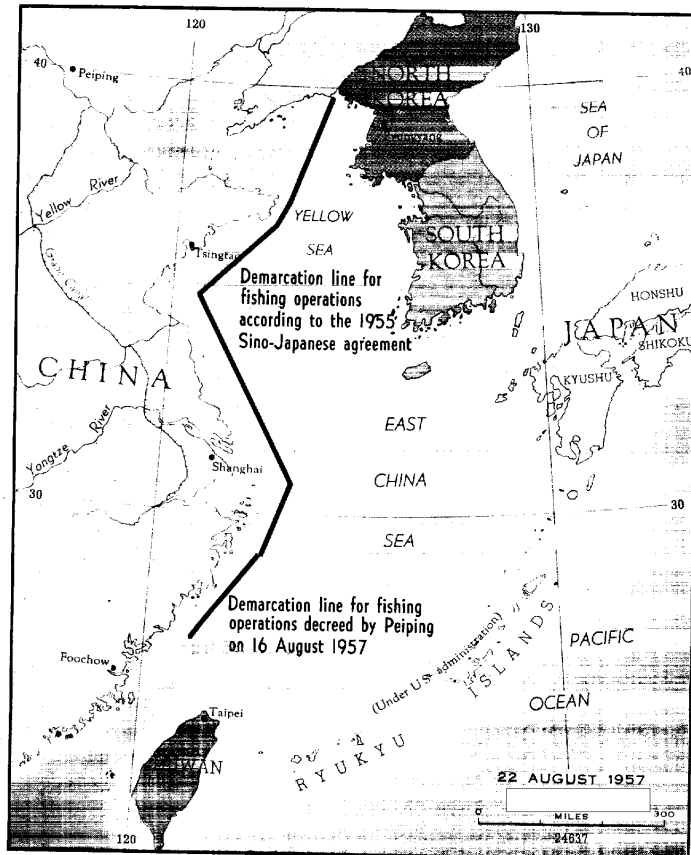 120
130
40
Peiping
NORTH
KOREA
40
SEA
OF
JAPAN
Yellow River
Grand Canal
Tsingtao
YELLOW
SEA
SOUTH
KOREA
Demarcation line for
fishing operations
according to the 1955
Sino-Japanese agreement
HONSHU
JAPAN
SHIKOKU
KYUSHU
CHINA
EAST
Yangtze River
Shanghai
CHINA
30
30
SEA
Demarcation line for fishing
operations decreed by Peiping
on 16 August 1957
(Under US administration)
PACIFIC
Foochow
ISLANDS
OCEAN
Taipei
RYUKYU
22 AUGUST 1957
0
MILES
300
120
24637